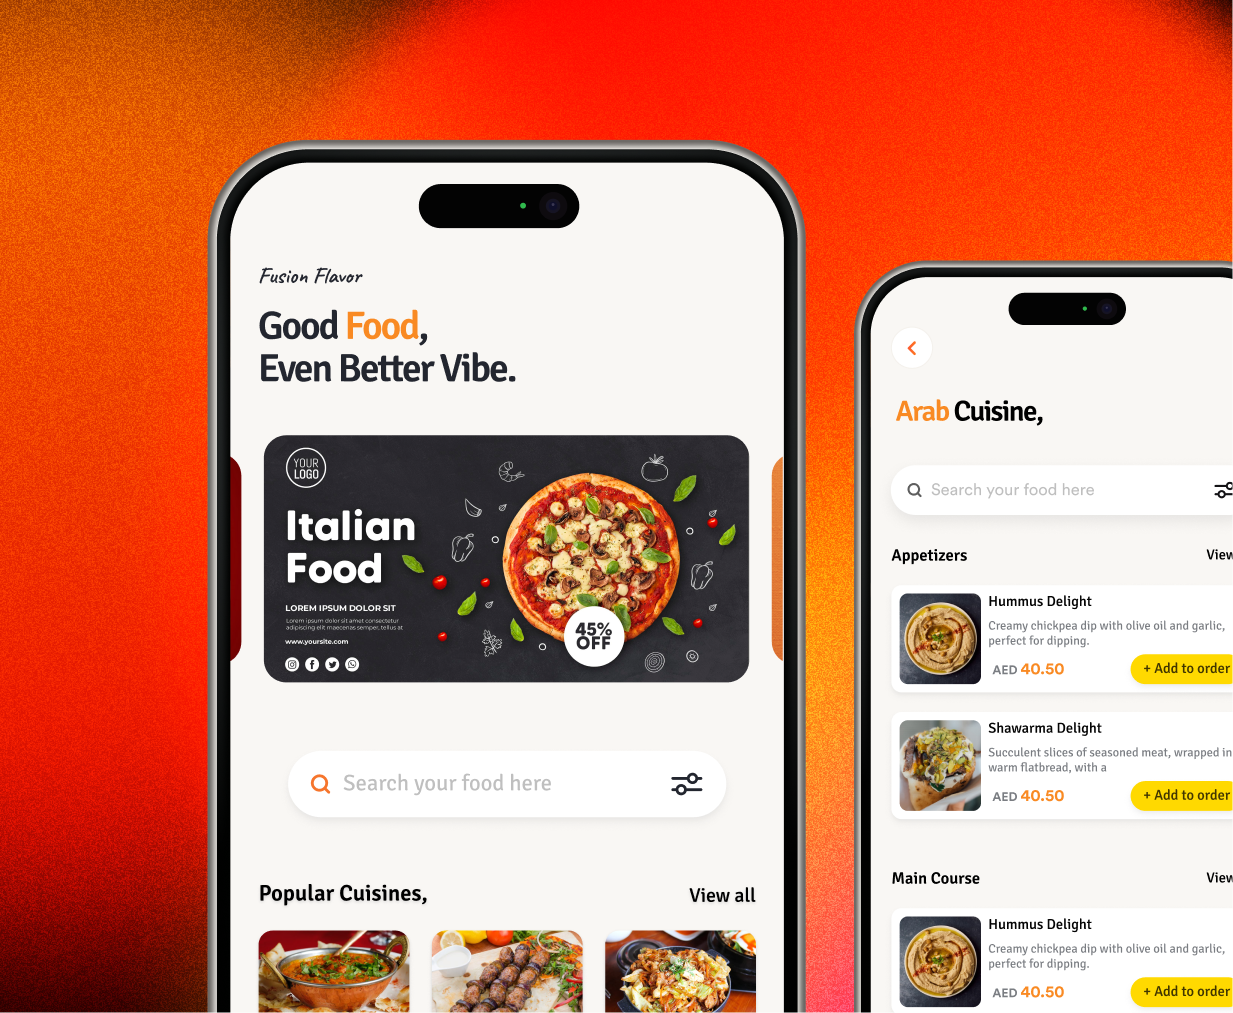 Fusion Flavor
Good Food,
Even Better Vibe.
YOUR
LOGO
Italian
Food
LOREM IPSUM DOLOR SIT
Lorem ipsum dolor sit amet consectetur
adipiscing elit maecenas semper, tellus at
www.yoursite.com
45%
OFF
Search your food here
Popular Cuisines,
View all
Arab Cuisine,
Search your food here
Appetizers
View
Hummus Delight
Creamy chickpea dip with olive oil and garlic,
perfect for dipping.
AED 40.50
+ Add to order
Shawarma Delight
Succulent slices of seasoned meat, wrapped in
warm flatbread, with a
AED 40.50
+ Add to order
Main Course
View
Hummus Delight
Creamy chickpea dip with olive oil and garlic,
perfect for dipping.
AED 40.50
+ Add to order